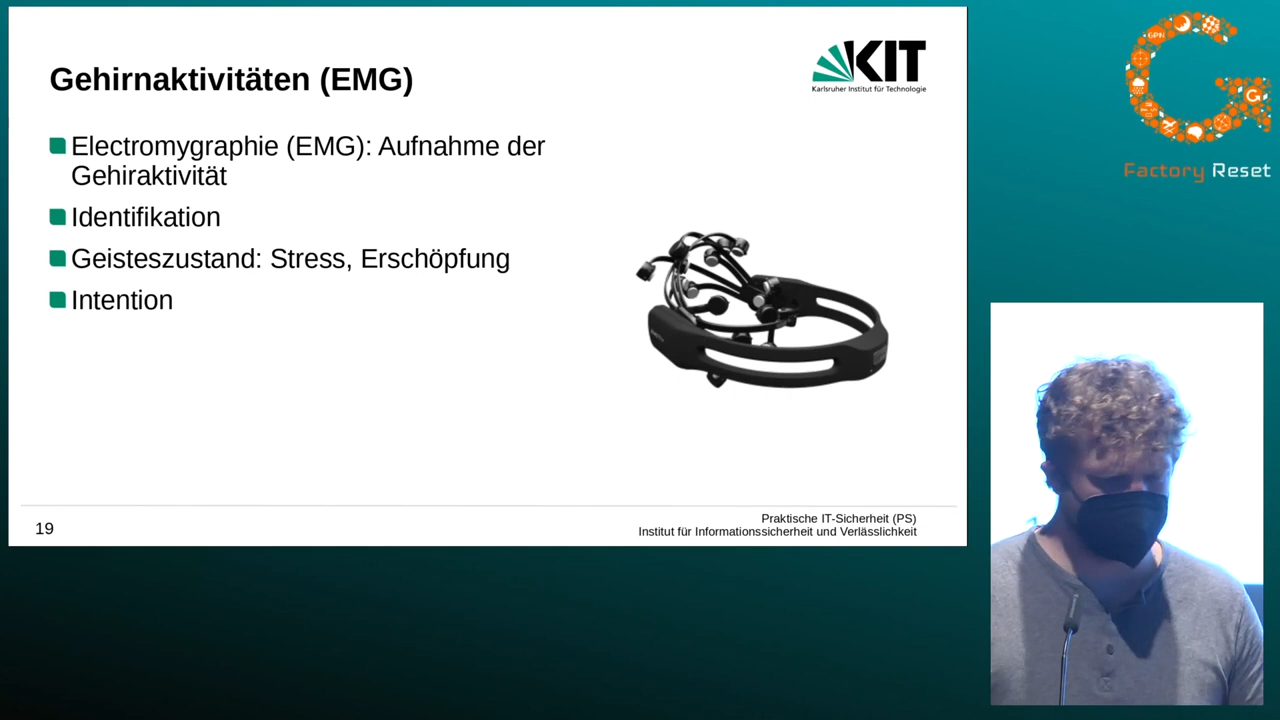 Gehirnaktivitäten (EMG)
KIT
Karlsruher Institut für Technologie
Electromygraphie (EMG): Aufnahme der
Gehiraktivität
Identifikation
Geisteszustand: Stress, Erschöpfung
Intention
19
Praktische IT-Sicherheit (PS)
Institut für Informationssicherheit und Verlässlichkeit
GPN
Factory Reset